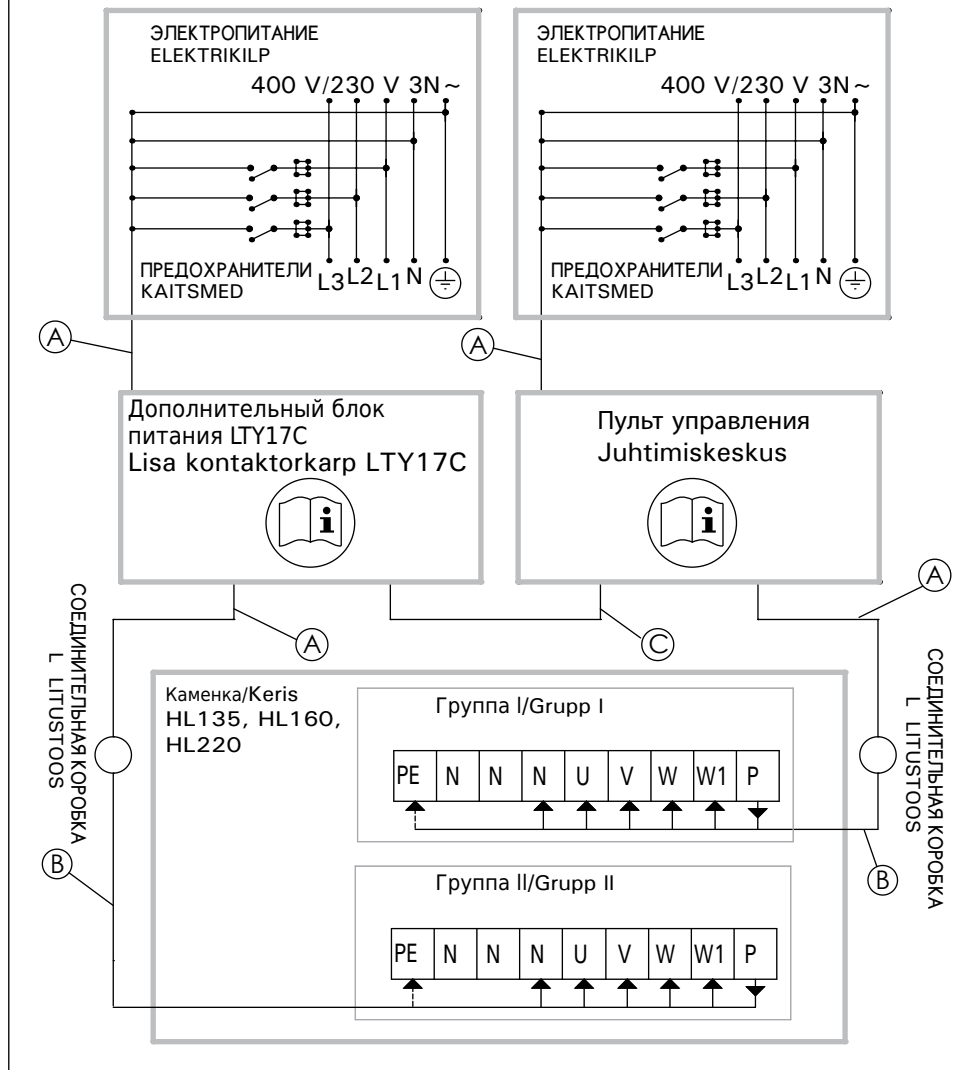 ЭЛЕКТРОПИТАНИЕ
ELEKTRIKILP
400 V/230 V 3N~
ПРЕДОХРАНИТЕЛИ
KAITSMED
L3 L2 L1 N
ЭЛЕКТРОПИТАНИЕ
ELEKTRIKILP
400 V/230 V 3N~
ПРЕДОХРАНИТЕЛИ
KAITSMED
L3 L2 L1 N
A
A
Дополнительный блок
питания LTY17C
Lisa kontaktorkarp LTY17C
i
Пульт управления
Juhtimiskeskus
i
A
A
C
СОЕДИНИТЕЛЬНАЯ КОРОБКА
L LITUSTOOS
СОЕДИНИТЕЛЬНАЯ КОРОБКА
L LITUSTOOS
Каменка/Keris
HL135, HL160,
HL220
Группа I/Grupp I
PE N N N U V W W1 P
B
B
Группа II/Grupp II
PE N N N U V W W1 P